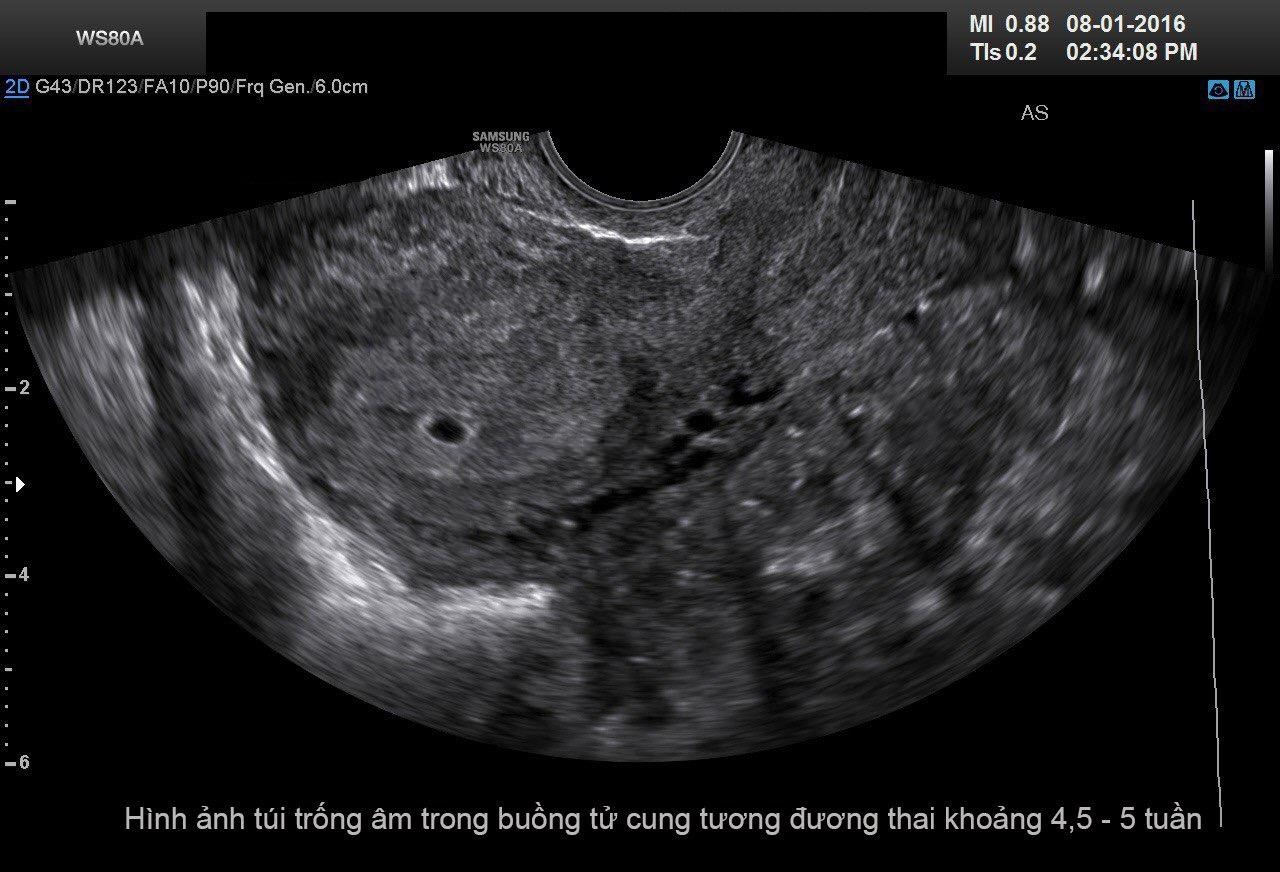 WS80A
MI 0.88 08-01-2016
TIs 0.2 02:34:08 PM
2D G43/DR123/FA10/P90/Frq Gen./6.0cm
AS
SAMSUNG
WS80A
2
4
6
Hình ảnh túi trống âm trong buồng tử cung tương đương thai khoảng 4,5 - 5 tuần